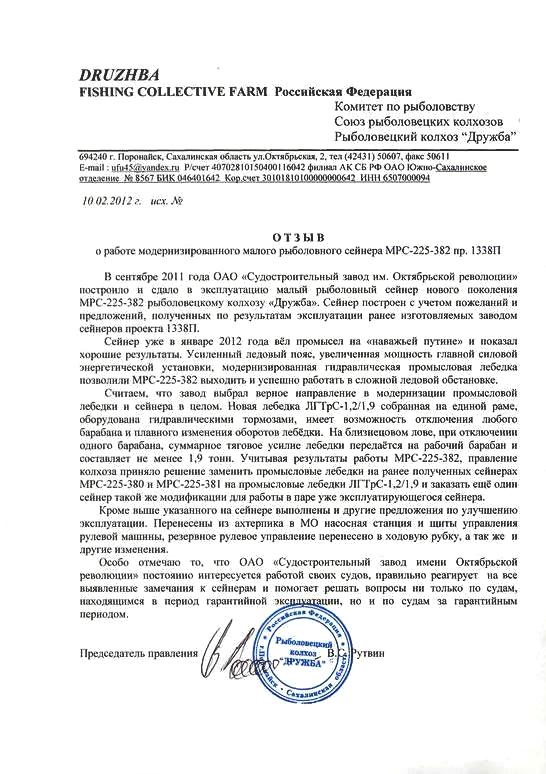 DRUZHBA
FISHING COLLECTIVE FARM Российская Федерация
Комитет по рыболовству
Союз рыболовецких колхозов
Рыболовецкий колхоз “Дружба”
694240 г. Поронайск, Сахалинская область ул.Октябрьская, 2, тел (42431) 50607, факс 50611
E-mail : ufu45@yandex.ru Р/счет 40702810150400116042 филиал АК СБ РФ ОАО Южно-Сахалинское
отделение № 8567 БИК 046401642 Кор.счет 30101810100000000642 ИНН 6507000094
10.02.2012 г. исх. №
О Т З Ы В
о работе модернизированного малого рыболовного сейнера МРС-225-382 пр. 1338П
В сентябре 2011 года ОАО «Судостроительный завод им. Октябрьской революции»
построило и сдало в эксплуатацию малый рыболовный сейнер нового поколения
МРС-225-382 рыболовецкому колхозу «Дружба». Сейнер построен с учетом пожеланий и
предложений, полученных по результатам эксплуатации ранее изготовляемых заводом
сейнеров проекта 1338П.
Сейнер уже в январе 2012 года вёл промысел на «наважьей путине» и показал
хорошие результаты. Усиленный ледовый пояс, увеличенная мощность главной силовой
энергетической установки, модернизированная гидравлическая промысловая лебедка
позволили МРС-225-382 выходить и успешно работать в сложной ледовой обстановке.
Считаем, что завод выбрал верное направление в модернизации промысловой
лебедки и сейнера в целом. Новая лебедка ЛГТрС-1,2/1,9 собранная на единой раме,
оборудована гидравлическими тормозами, имеет возможность отключения любого
барабана и плавного изменения оборотов лебёдки. На близнецовом лове, при отключении
одного барабана, суммарное тяговое усилие лебедки передаётся на рабочий барабан и
составляет не менее 1,9 тонн. Учитывая результаты работы МРС-225-382, правление
колхоза приняло решение заменить промысловые лебедки на ранее полученных сейнерах
МРС-225-380 и МРС-225-381 на промысловые лебедки ЛГТрС-1,2/1,9 и заказать ещё один
сейнер такой же модификации для работы в паре уже эксплуатирующегося сейнера.
Кроме выше указанного на сейнере выполнены и другие предложения по улучшению
эксплуатации. Перенесены из ахтерпика в МО насосная станция и щиты управления
рулевой машины, резервное рулевое управление перенесено в ходовую рубку, а так же и
другие изменения.
Особо отмечаю то, что ОАО «Судостроительный завод имени Октябрьской
революции» постоянно интересуется работой своих судов, правильно реагирует на все
выявленные замечания к сейнерам и помогает решать вопросы ни только по судам,
находящимся в период гарантийной эксплуатации, но и по судам за гарантийным
периодом.
Председатель правления В.С. Рутвин
Российская Федерация
Рыболовецкий
колхоз
"ДРУЖБА"
г.Поронайск * Сахалинская область